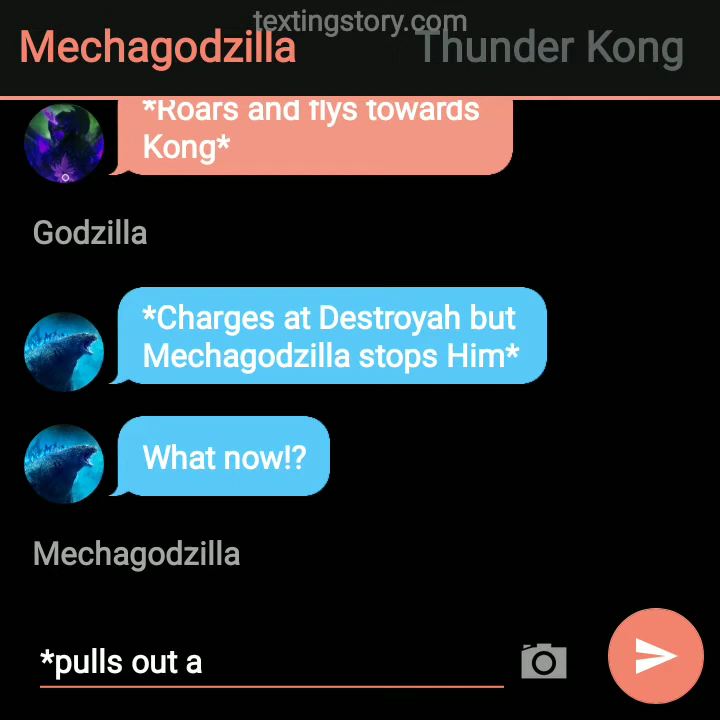 textingstory.com
Mechagodzilla Thunder Kong
*Roars and flys towards
Kong*
Godzilla
*Charges at Destroyah but
Mechagodzilla stops Him*
What now!?
Mechagodzilla
*pulls out a